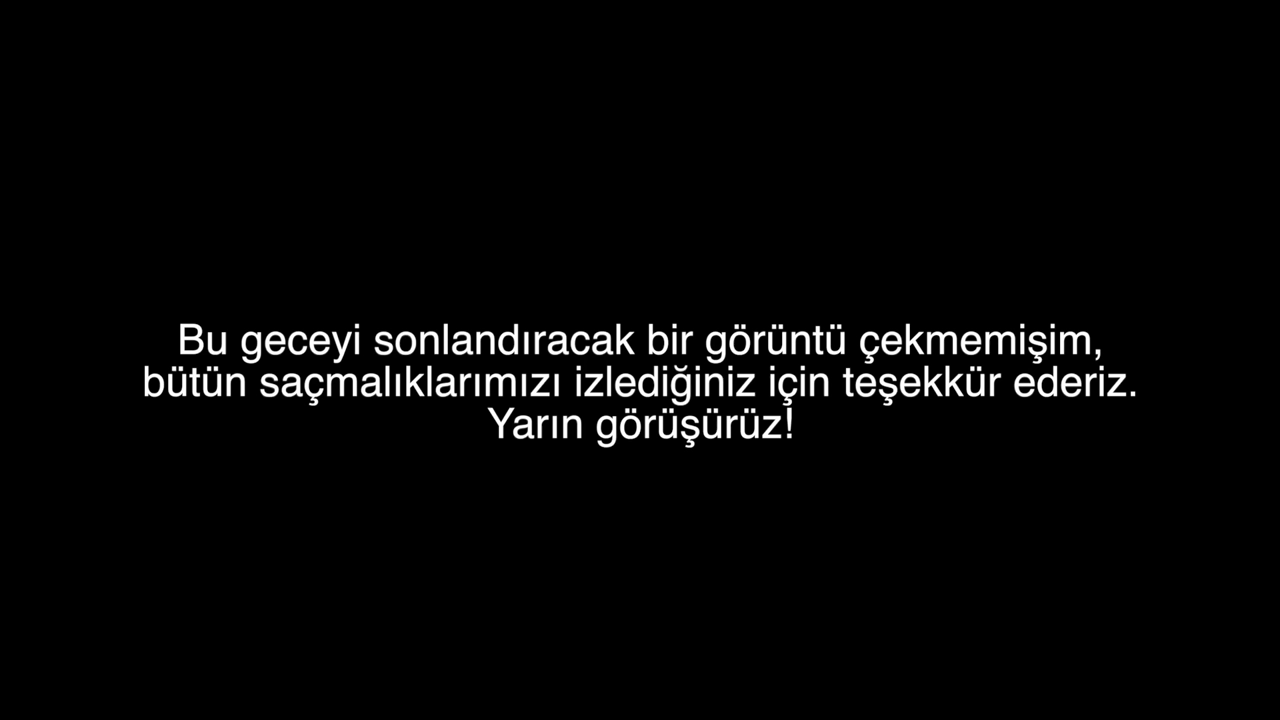 Bu geceyi sonlandıracak bir görüntü çekmemişim,
bütün saçmalıklarımızı izlediğiniz için teşekkür ederiz.
Yarın görüşürüz!